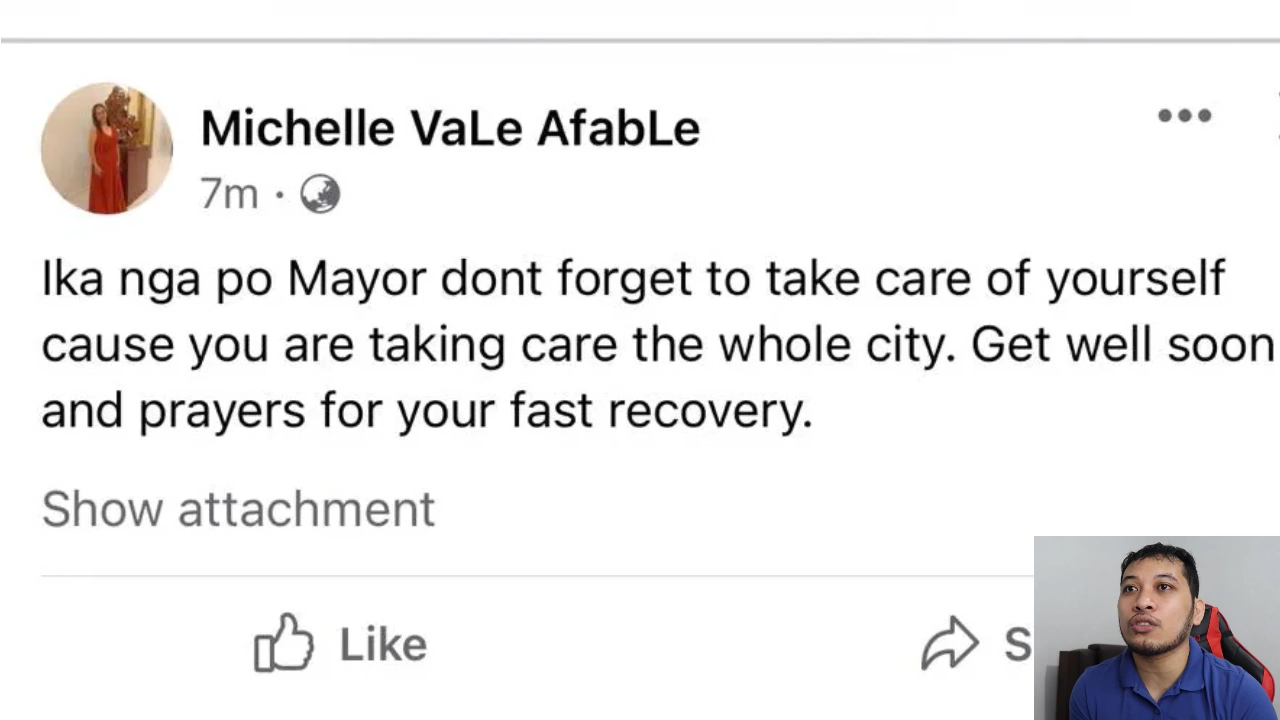 Michelle VaLe AfabLe
7m ·
Ika nga po Mayor dont forget to take care of yourself
cause you are taking care the whole city. Get well soon
and prayers for your fast recovery.
Show attachment
Like